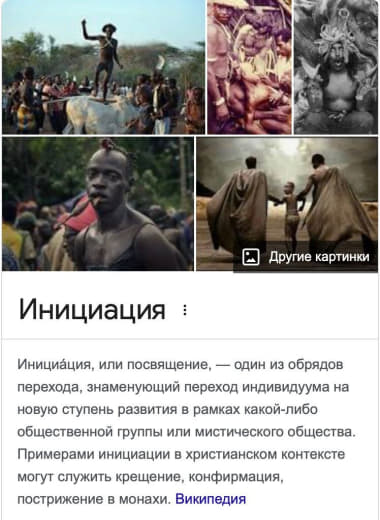 Другие картинки
Инициация
Инициа́ция, или посвящение, — один из обрядов
перехода, знаменующий переход индивидуума на
новую ступень развития в рамках какой-либо
общественной группы или мистического общества.
Примерами инициации в христианском контексте
могут служить крещение, конфирмация,
пострижение в монахи. Википедия